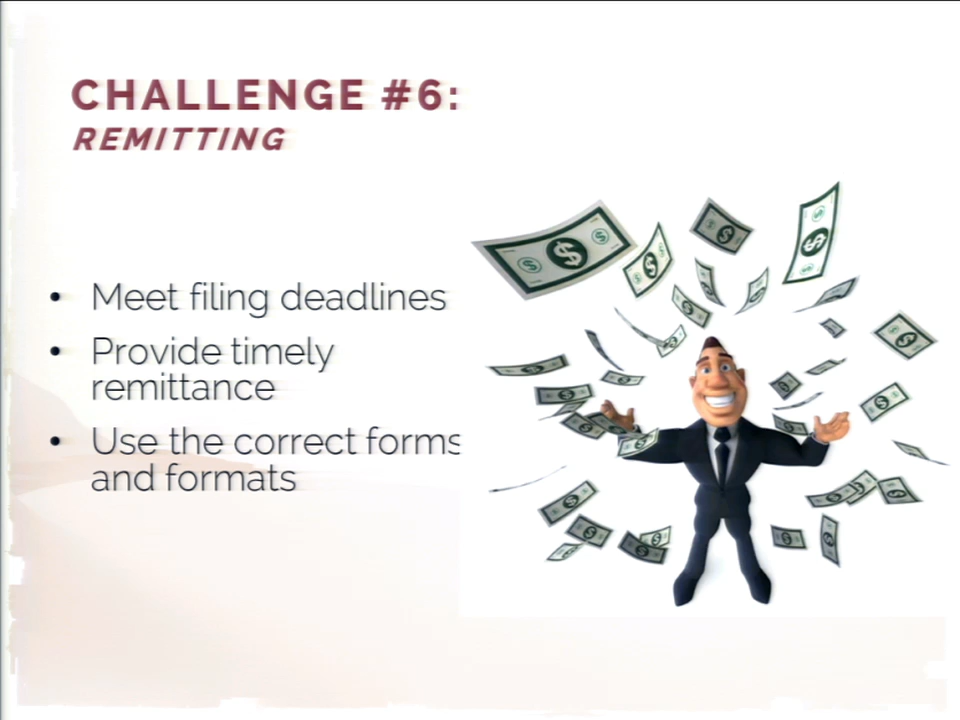 CHALLENGE #6:
REMITTING
• Meet filing deadlines
• Provide timely
remittance
• Use the correct forms
and formats